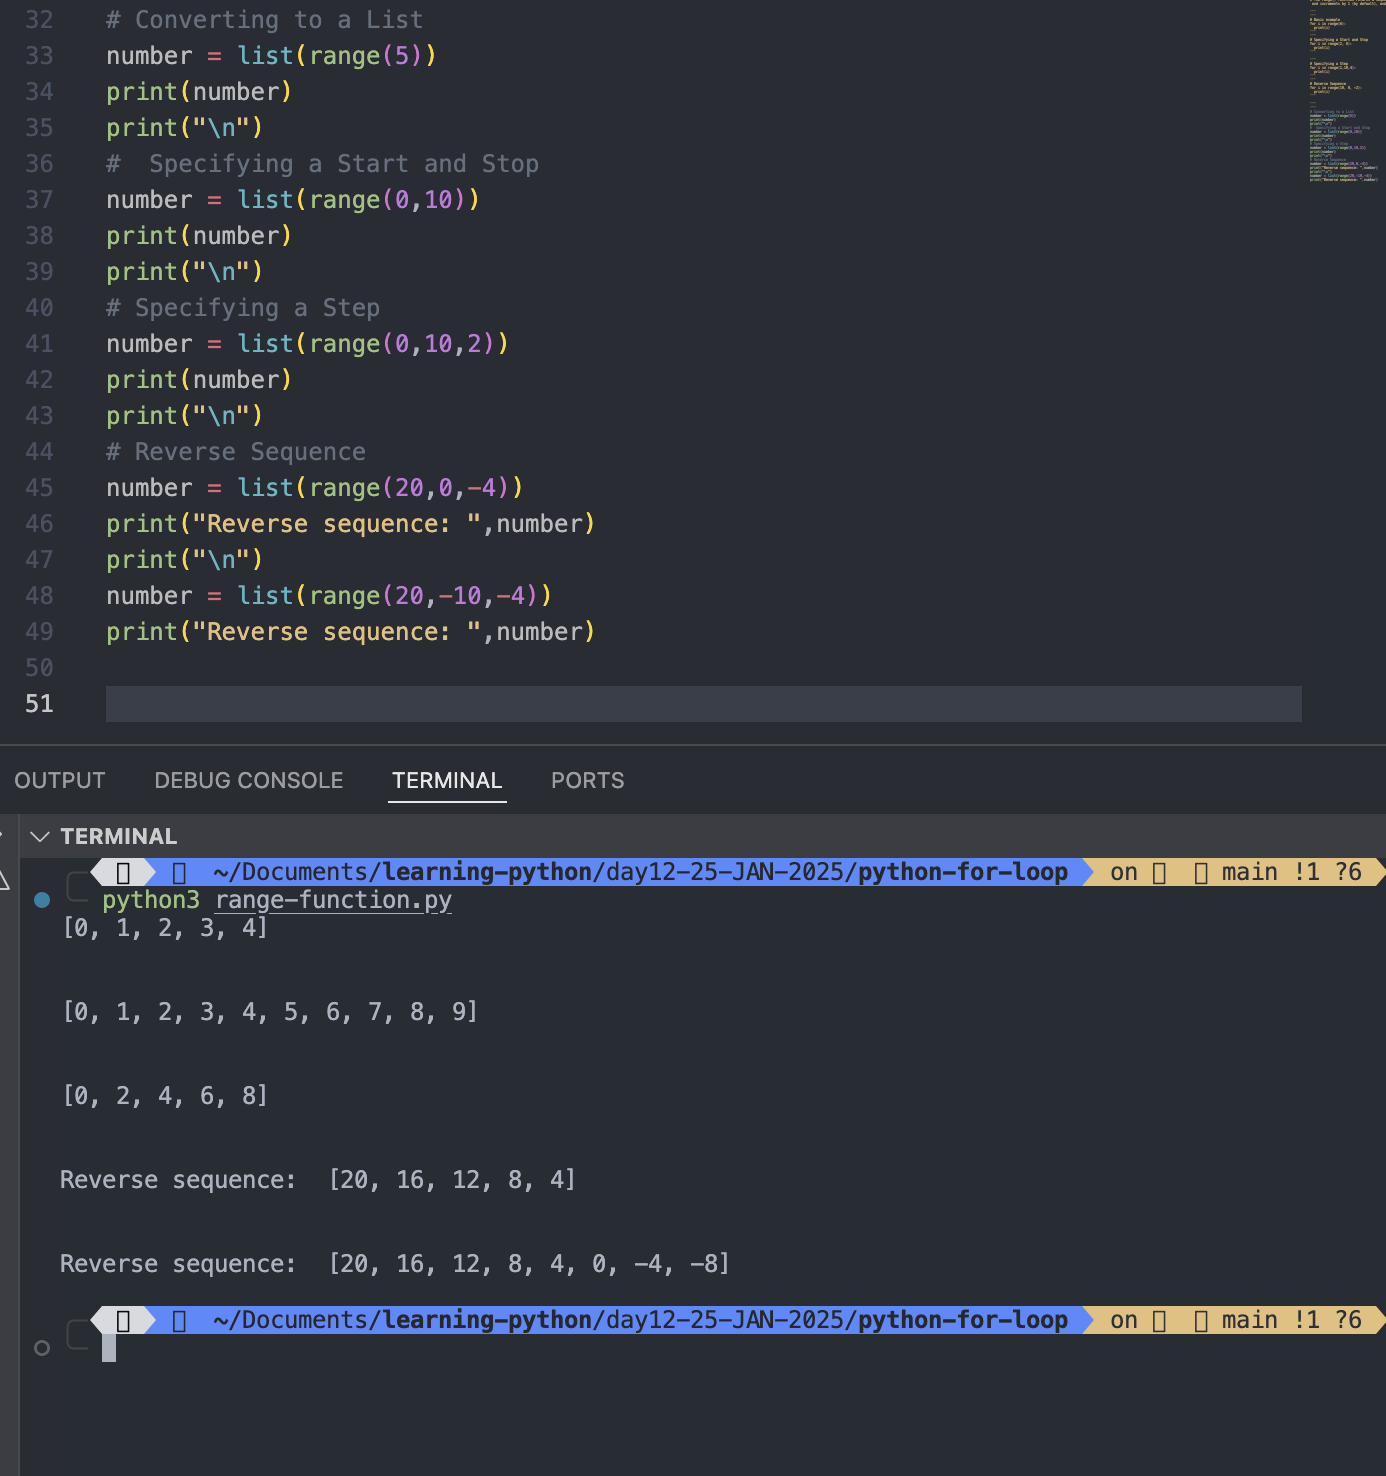 32 # Converting to a List
33 number = list(range(5))
34 print(number)
35 print("\n")
36 #  Specifying a Start and Stop
37 number = list(range(0,10))
38 print(number)
39 print("\n")
40 # Specifying a Step
41 number = list(range(0,10,2))
42 print(number)
43 print("\n")
44 # Reverse Sequence
45 number = list(range(20,0,-4))
46 print("Reverse sequence: ",number)
47 print("\n")
48 number = list(range(20,-10,-4))
49 print("Reverse sequence: ",number)
50
51
OUTPUT DEBUG CONSOLE TERMINAL PORTS
TERMINAL
~/Documents/learning-python/day12-25-JAN-2025/python-for-loop on main !1 ?6
python3 range-function.py
[0, 1, 2, 3, 4]
[0, 1, 2, 3, 4, 5, 6, 7, 8, 9]
[0, 2, 4, 6, 8]
Reverse sequence:  [20, 16, 12, 8, 4]
Reverse sequence:  [20, 16, 12, 8, 4, 0, -4, -8]
~/Documents/learning-python/day12-25-JAN-2025/python-for-loop on main !1 ?6